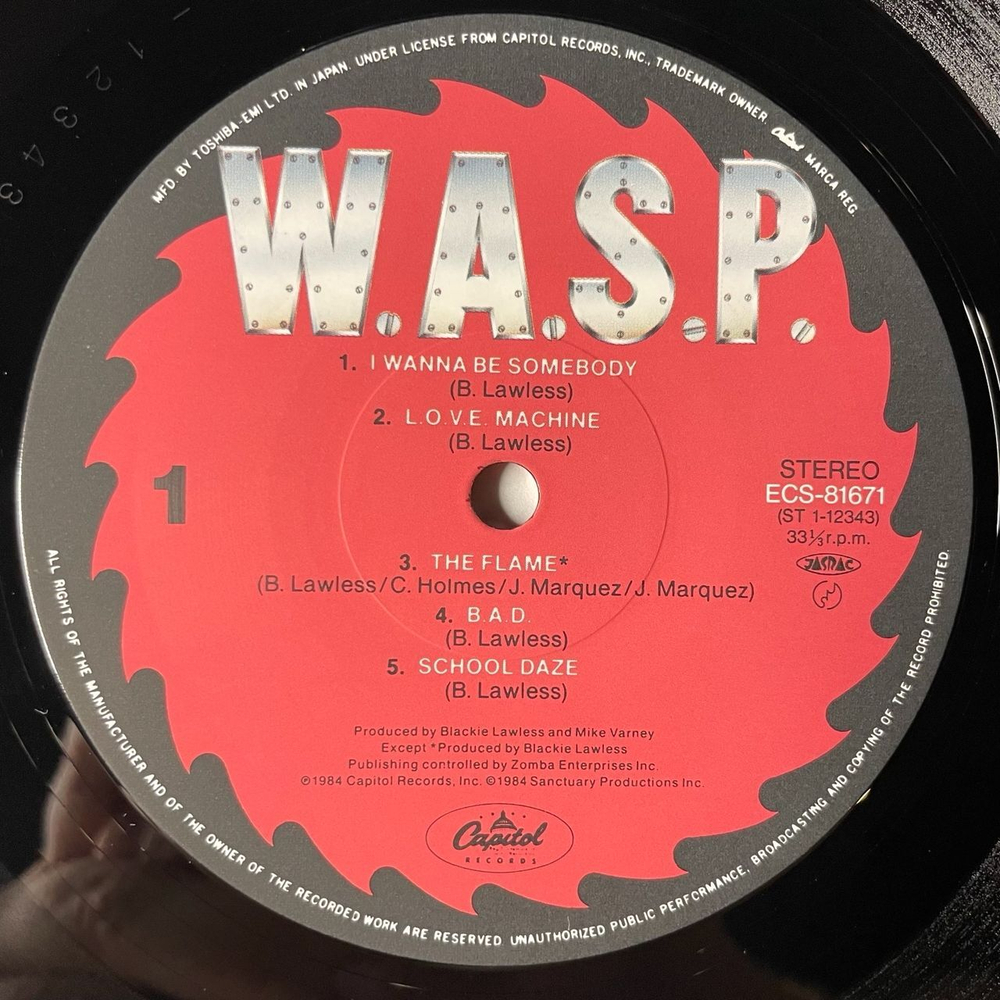 MFD. BY TOSHIBA-EMI LTD. IN JAPAN. UNDER LICENSE FROM CAPITOL RECORDS, INC., TRADEMARK OWNER. Capitol MARCA REG.
1 2 3 4 3
W.A.S.P.
1. I WANNA BE SOMEBODY
(B. Lawless)
2. L.O.V.E. MACHINE
(B. Lawless)
1
STEREO
ECS-81671
(ST 1-12343)
33⅓r.p.m.
JASRAC
3. THE FLAME*
(B. Lawless/C. Holmes/J. Marquez/J. Marquez)
4. B.A.D.
(B. Lawless)
5. SCHOOL DAZE
(B. Lawless)
Produced by Blackie Lawless and Mike Varney
Except *Produced by Blackie Lawless
Publishing controlled by Zomba Enterprises Inc.
℗1984 Capitol Records, Inc. ©1984 Sanctuary Productions Inc.
Capitol
RECORDS
ALL RIGHTS OF THE MANUFACTURER AND OF THE OWNER OF THE RECORDED WORK ARE RESERVED. UNAUTHORIZED PUBLIC PERFORMANCE, BROADCASTING AND COPYING OF THE RECORD PROHIBITED.